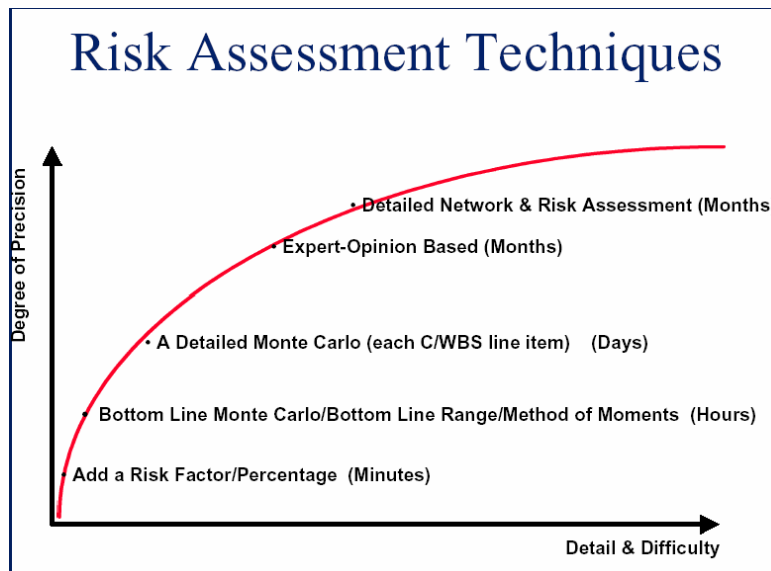 Risk Assessment Techniques
Degree of Precision
• Detailed Network & Risk Assessment (Months
• Expert-Opinion Based (Months)
• A Detailed Monte Carlo (each C/WBS line item) (Days)
• Bottom Line Monte Carlo/Bottom Line Range/Method of Moments (Hours)
• Add a Risk Factor/Percentage (Minutes)
Detail & Difficulty